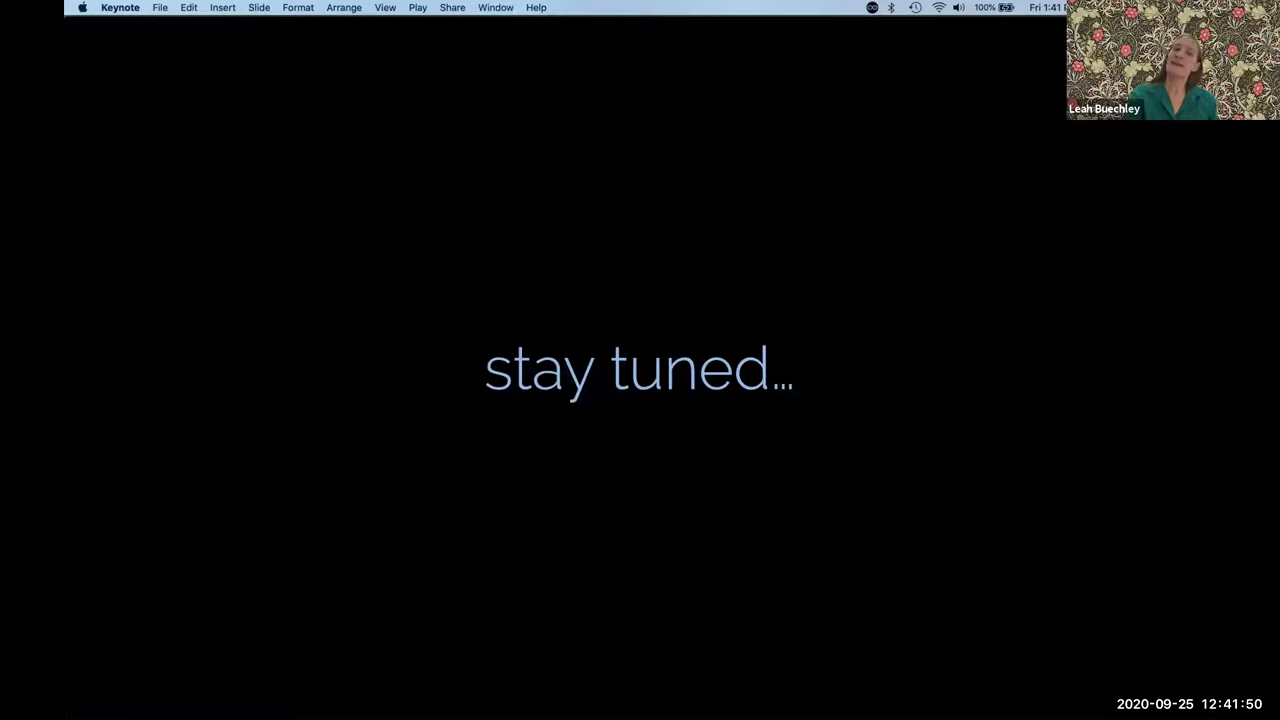 Keynote File Edit Insert Slide Format Arrange View Play Share Window Help 100% Fri 1:41
Leah Buechley
stay tuned...
2020-09-25 12:41:50